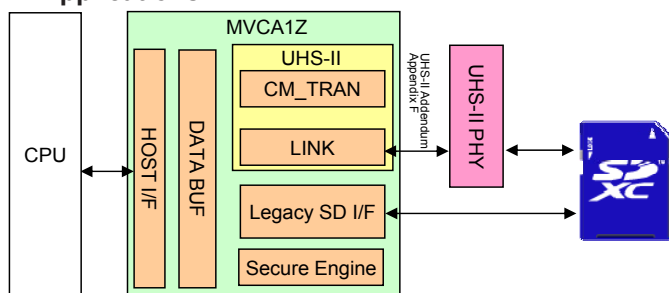 MVCA1Z
UHS-II
CM_TRAN
LINK
CPU
HOST I/F
DATA BUF
Legacy SD I/F
Secure Engine
UHS-II Addendum
Appendix F
UHS-II PHY
SD
XC
™